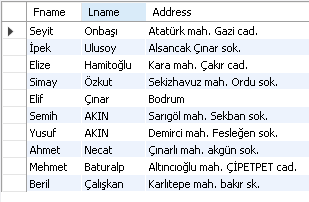 Fname Lname Address
Seyit Onbaşı Atatürk mah. Gazi cad.
İpek Ulusoy Alsancak Çınar sok.
Elize Hamitoğlu Kara mah. Çakır cad.
Simay Özkut Sekizhavuz mah. Ordu sok.
Elif Çınar Bodrum
Semih AKIN Sarıgöl mah. Sekban sok.
Yusuf AKIN Demirci mah. Fesleğen sok.
Ahmet Necat Çınarlı mah. akgün sok.
Mehmet Baturalp Altıncıoğlu mah. ÇİPETPET cad.
Beril Çalışkan Karlıtepe mah. bakır sk.